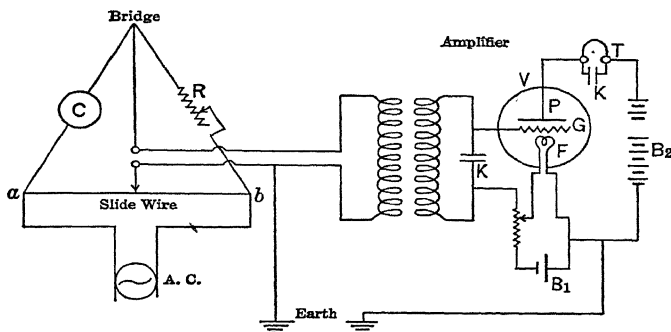 Bridge
Amplifier
T
K
V
P
G
F
C
R
K
B2
a
b
Slide Wire
B1
A. C.
Earth